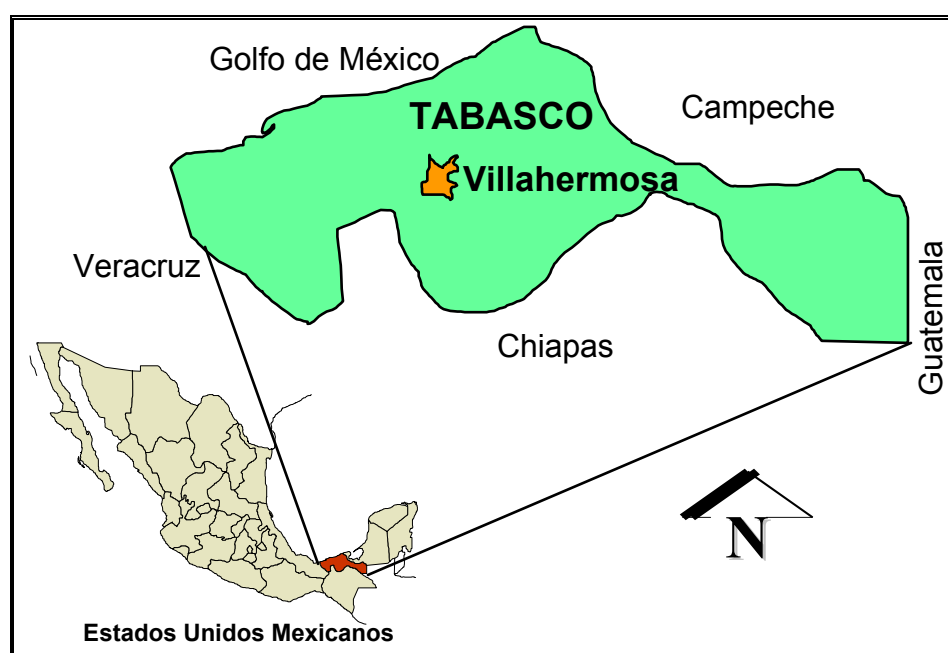 Golfo de México
TABASCO
Campeche
Villahermosa
Veracruz
Chiapas
Guatemala
N
Estados Unidos Mexicanos